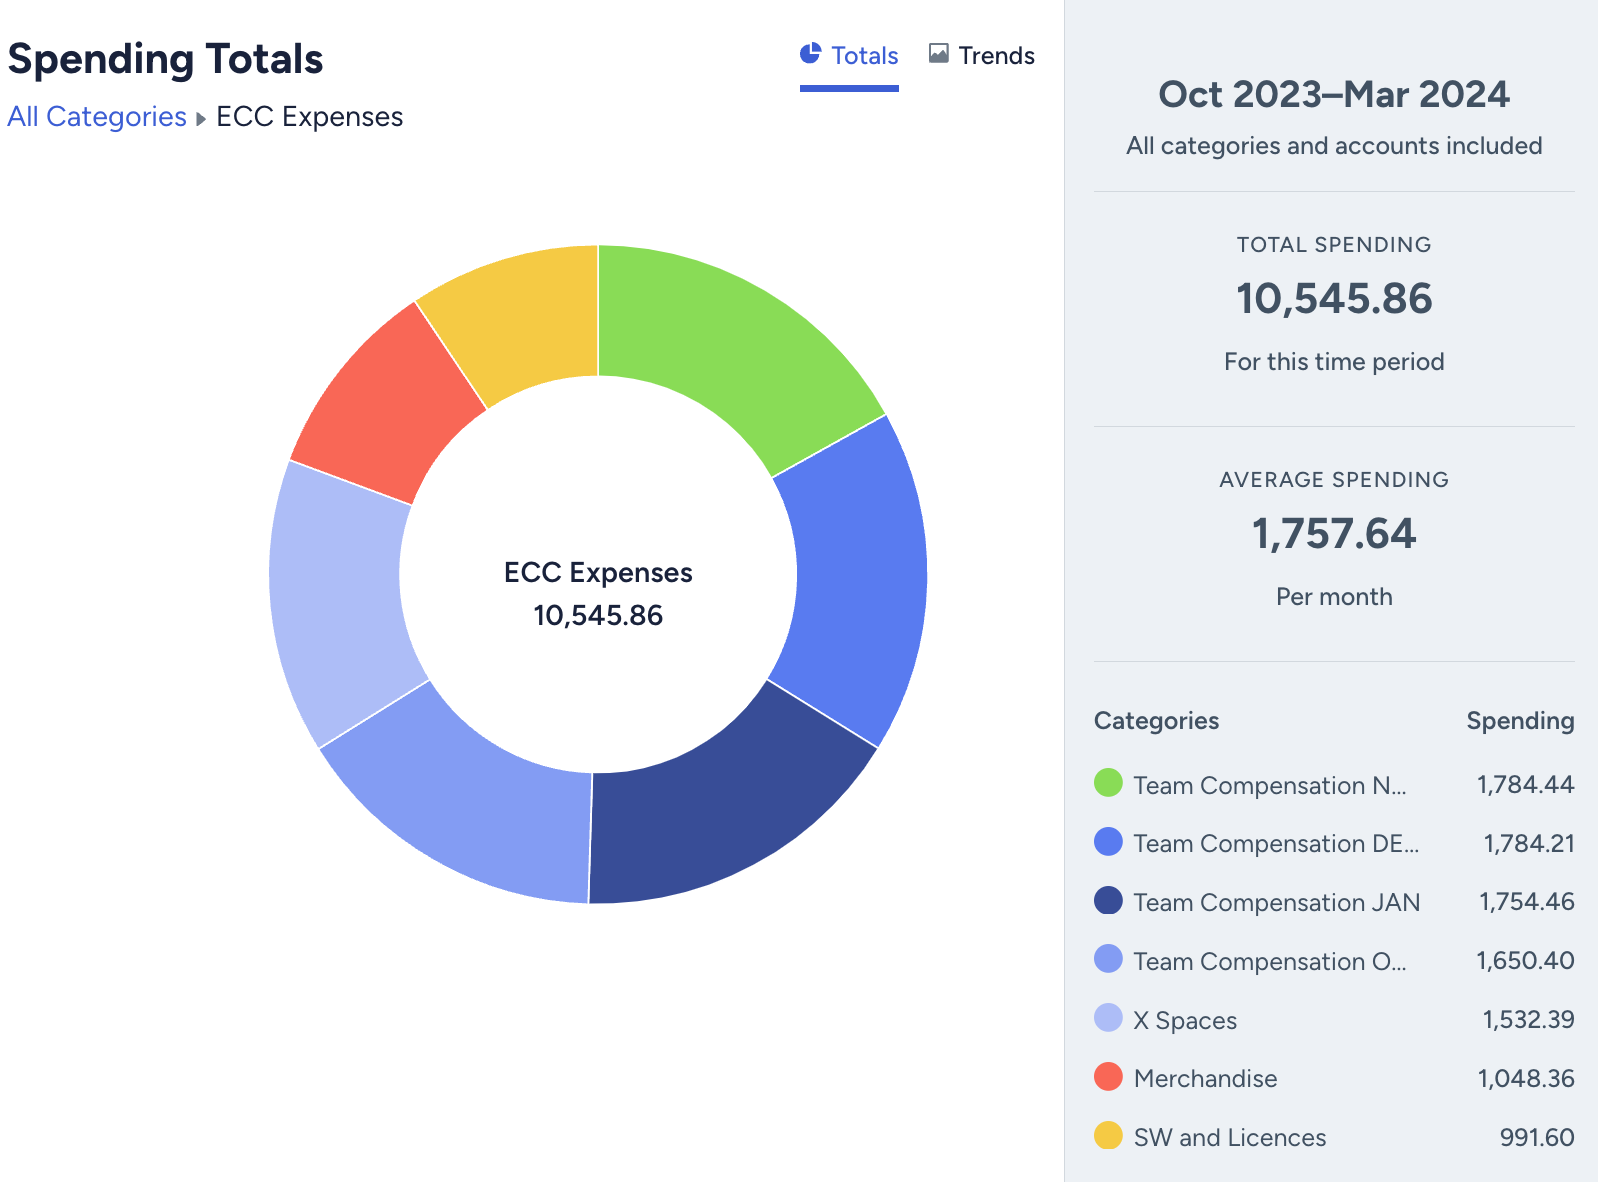 Spending Totals
Totals
Trends
All Categories ▸ ECC Expenses
ECC Expenses
10,545.86
Oct 2023–Mar 2024
All categories and accounts included
TOTAL SPENDING
10,545.86
For this time period
AVERAGE SPENDING
1,757.64
Per month
Categories Spending
Team Compensation N... 1,784.44
Team Compensation DE... 1,784.21
Team Compensation JAN 1,754.46
Team Compensation O... 1,650.40
X Spaces 1,532.39
Merchandise 1,048.36
SW and Licences 991.60